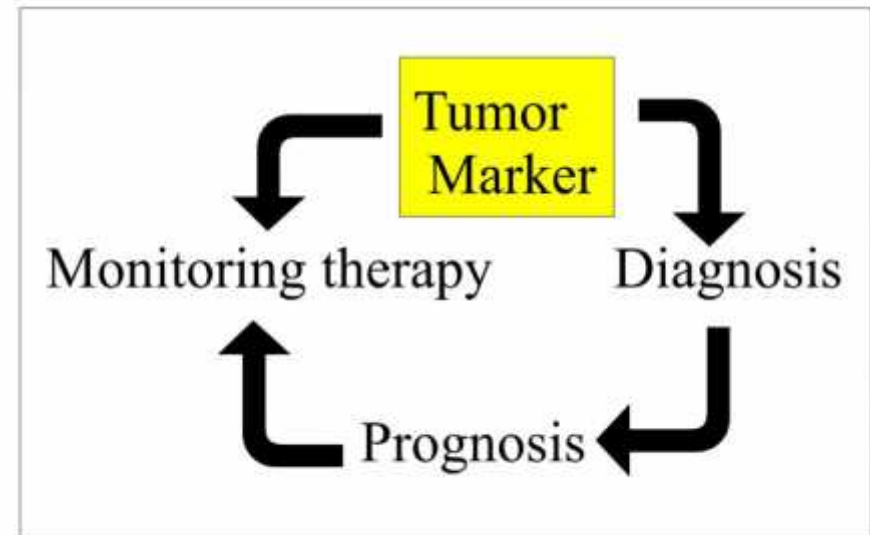 Tumor
Marker
Monitoring therapy
Diagnosis
Prognosis